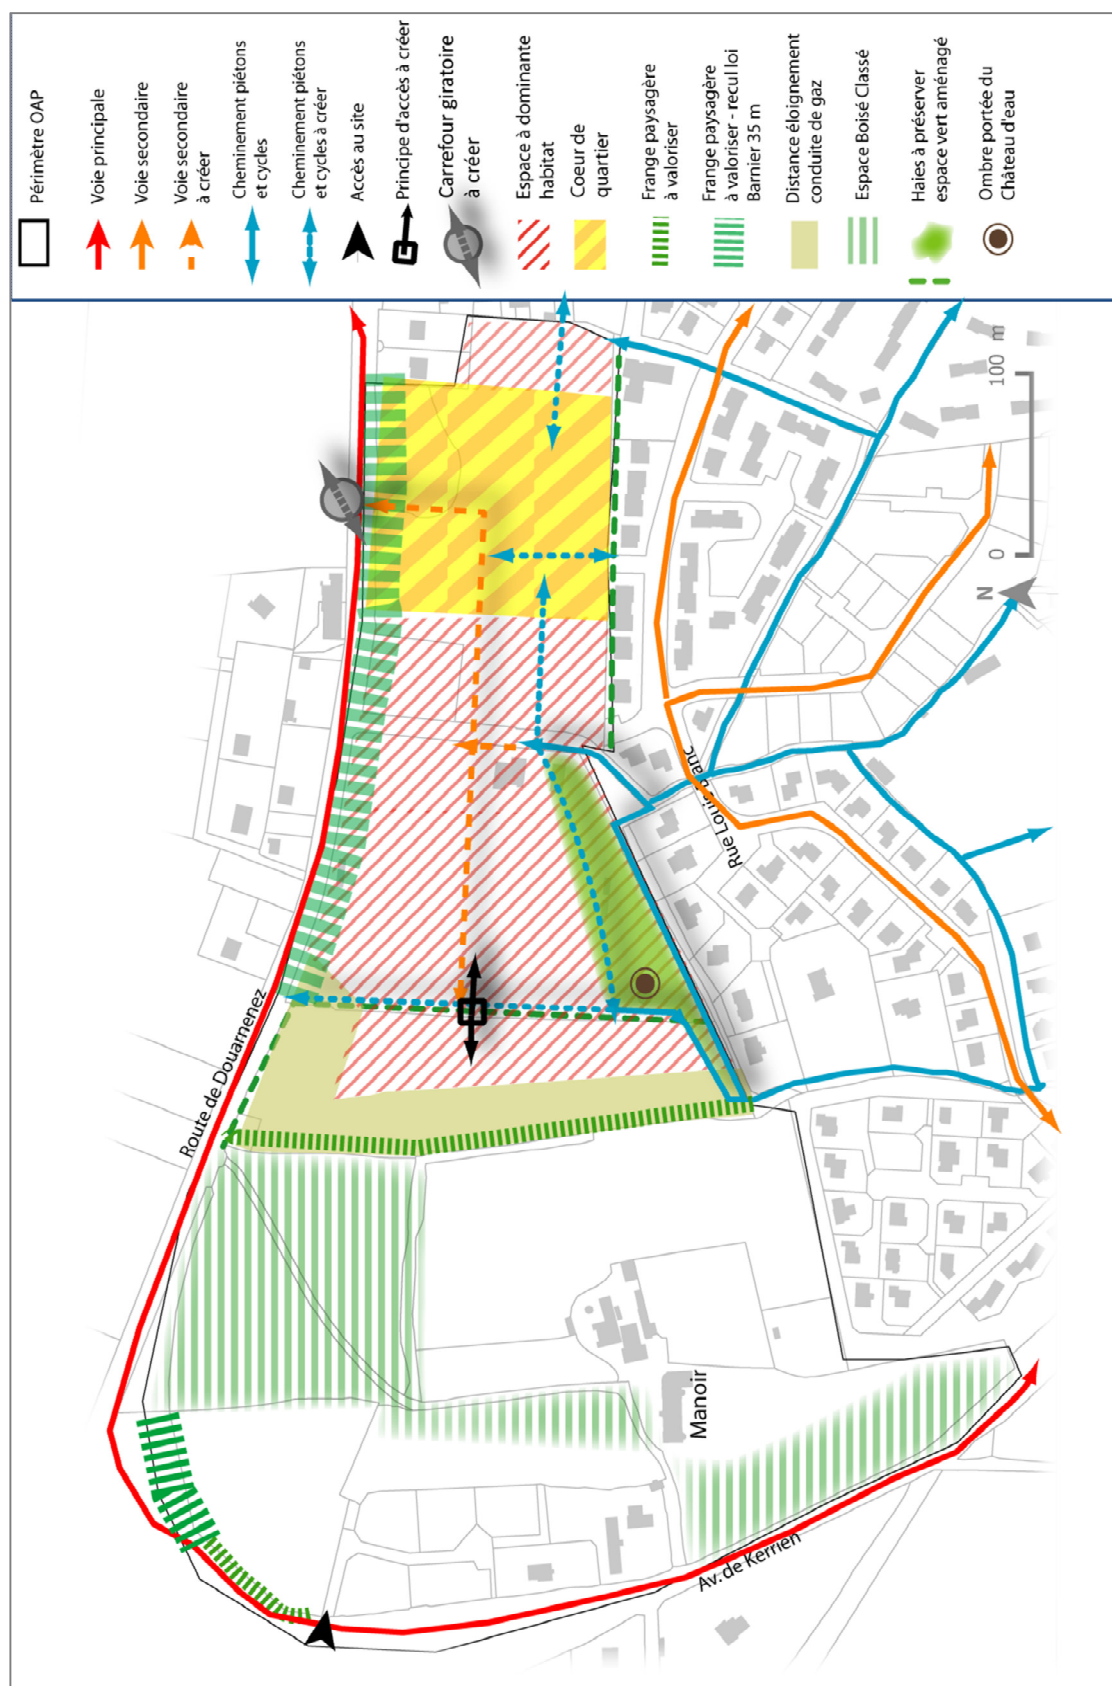 Périmètre OAP
Voie principale
Voie secondaire
Voie secondaire
à créer
Cheminement piétons
et cycles
Cheminement piétons
et cycles à créer
Accès au site
Principe d'accès à créer
Carrefour giratoire
à créer
Espace à dominante
habitat
Coeur de
quartier
Frange paysagère
à valoriser
Frange paysagère
à valoriser - recul loi
Barnier 35 m
Distance éloignement
conduite de gaz
Espace Boisé Classé
Haies à préserver
espace vert aménagé
Ombre portée du
Château d'eau
Route de Douarnenez
Rue Louis Blanc
Manoir
Av. de Kerrien
N
0 100 m